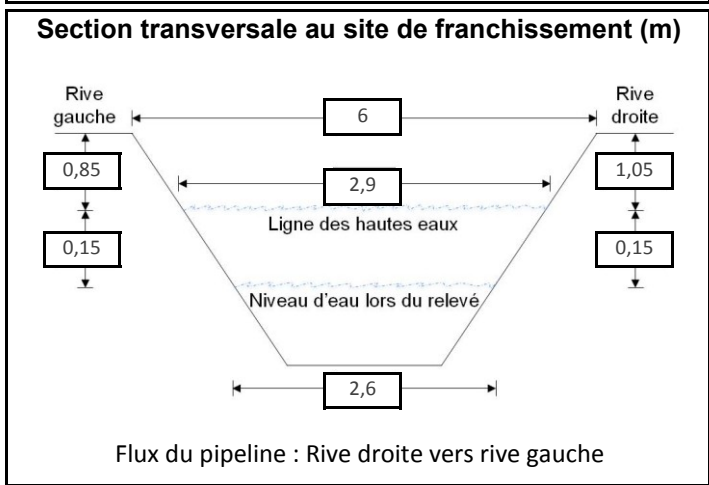 Section transversale au site de franchissement (m)
Rive
gauche
6
Rive
droite
0,85
2,9
1,05
Ligne des hautes eaux
0,15
0,15
Niveau d'eau lors du relevé
2,6
Flux du pipeline : Rive droite vers rive gauche